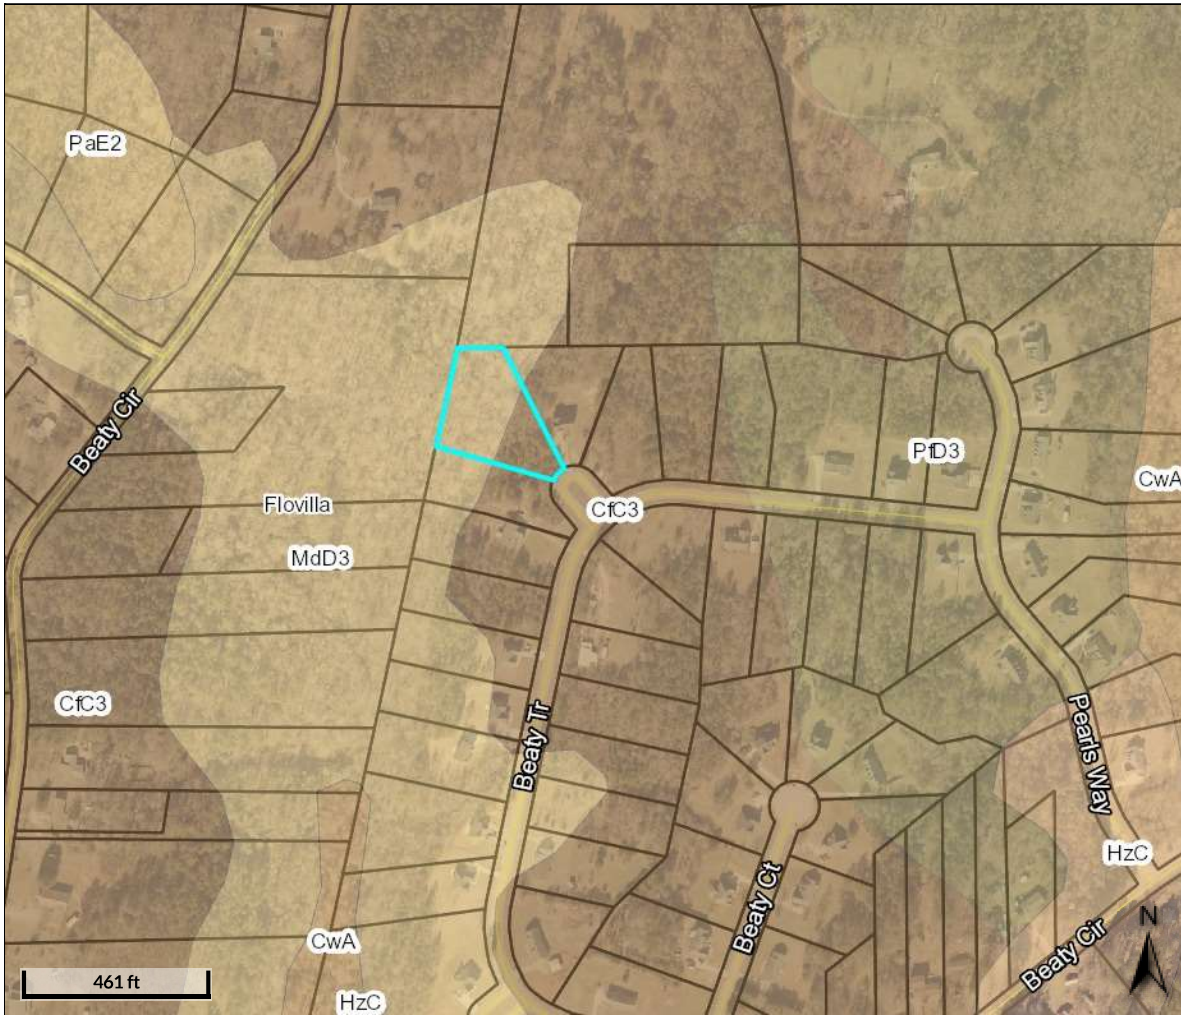 PaE2
Beaty Cir
Flovilla
CfC3
PfD3
CwA
MdD3
CfC3
Beaty Tr
Pearls Way
HzC
Beaty Ct
CwA
N
Beaty Cir
461 ft
HzC